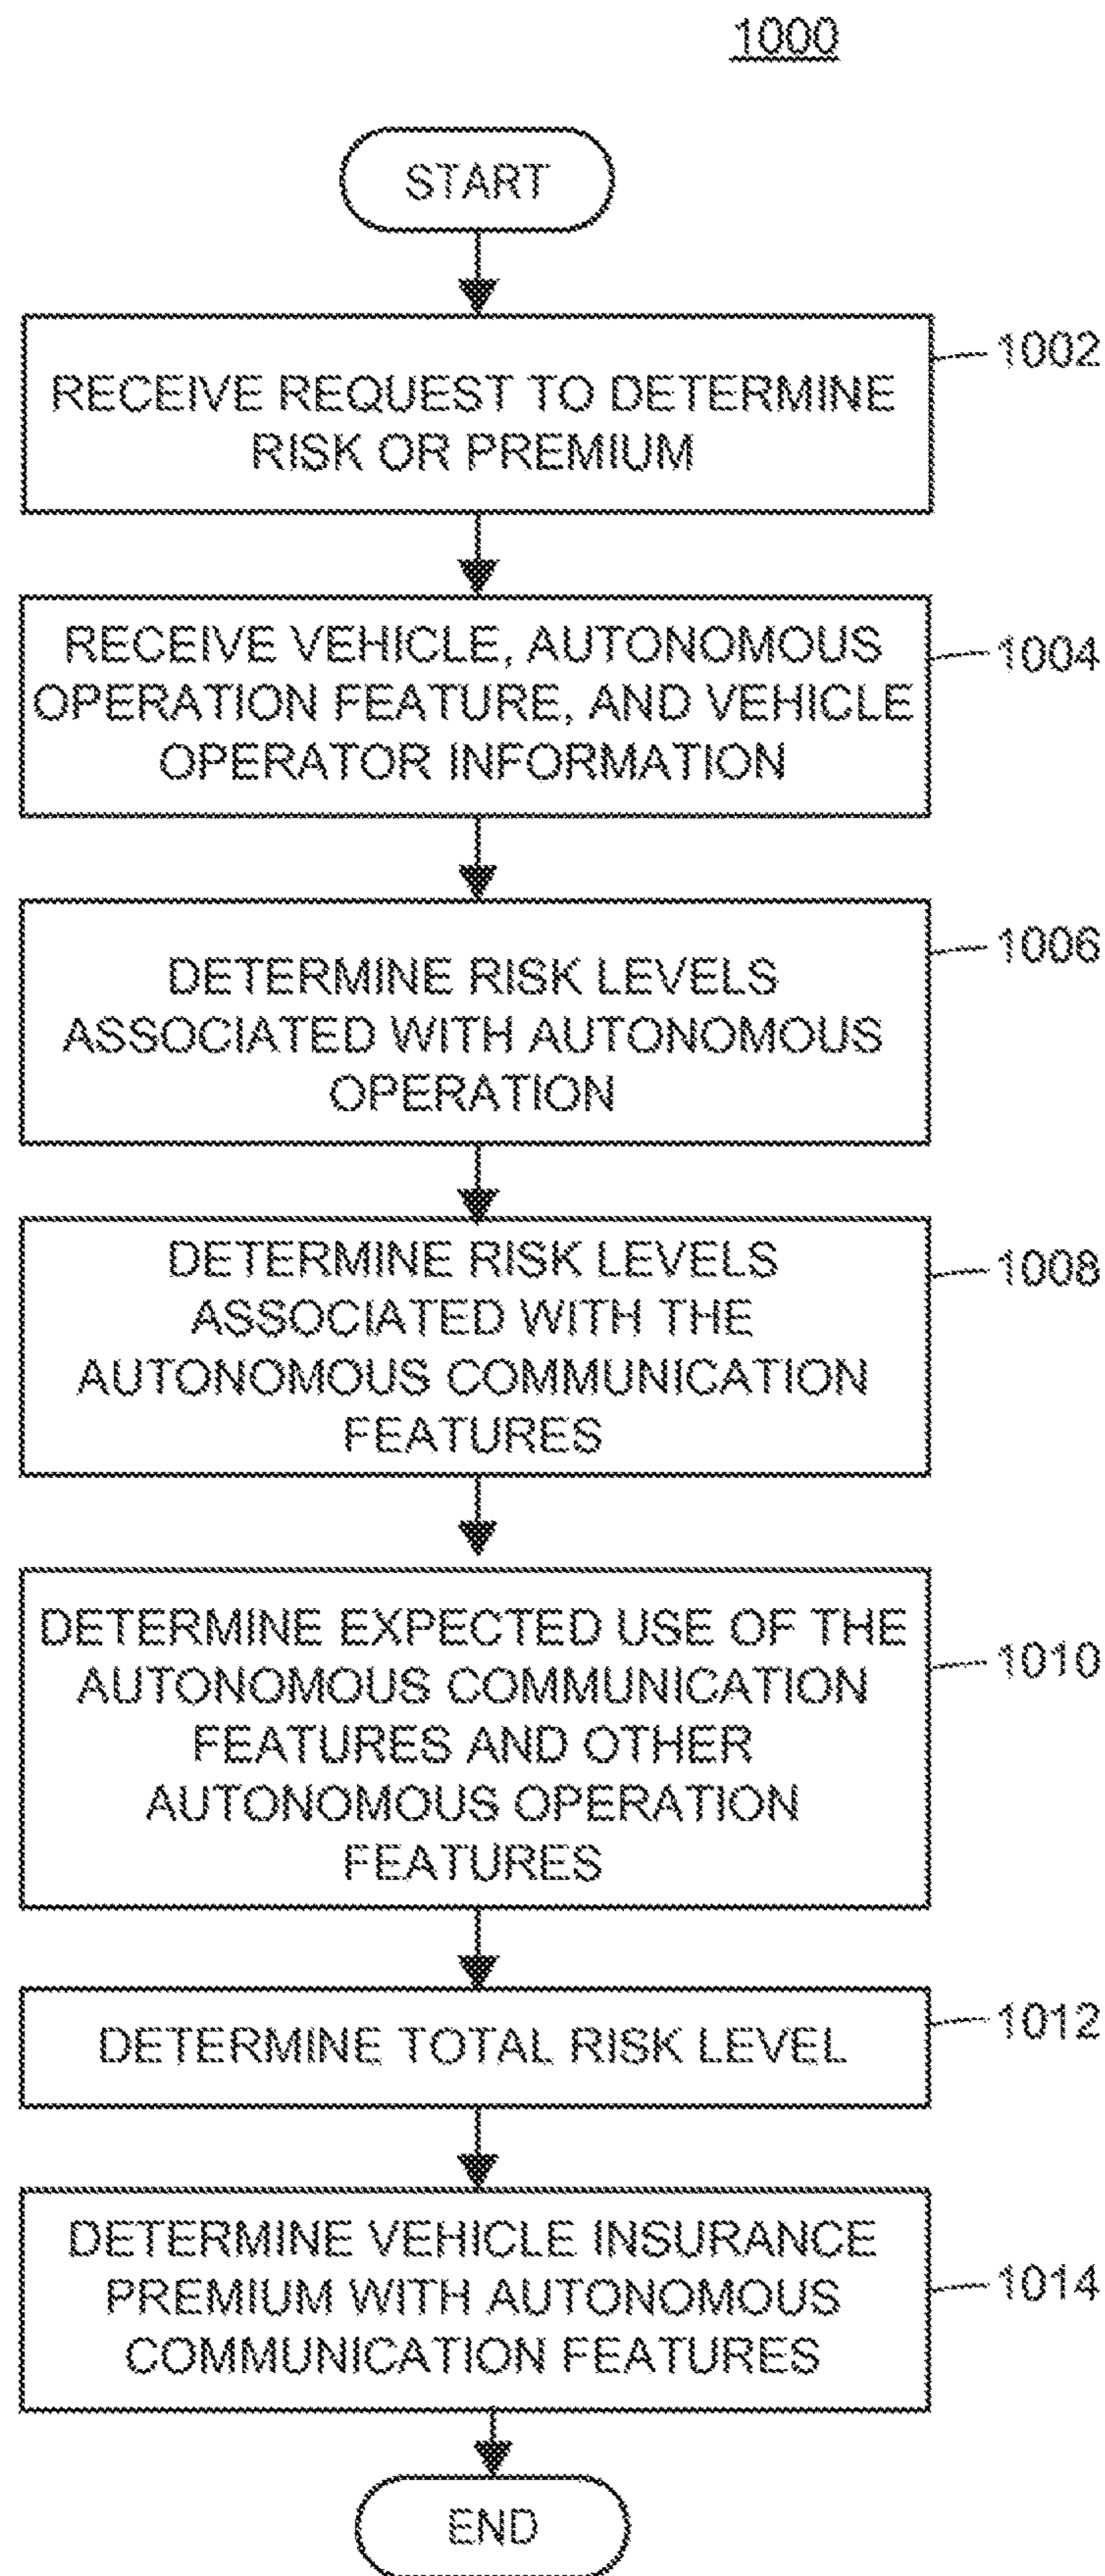 1000
START
RECEIVE REQUEST TO DETERMINE
RISK OR PREMIUM
1002
RECEIVE VEHICLE, AUTONOMOUS
OPERATION FEATURE, AND VEHICLE
OPERATOR INFORMATION
1004
DETERMINE RISK LEVELS
ASSOCIATED WITH AUTONOMOUS
OPERATION
1006
DETERMINE RISK LEVELS
ASSOCIATED WITH THE
AUTONOMOUS COMMUNICATION
FEATURES
1008
DETERMINE EXPECTED USE OF THE
AUTONOMOUS COMMUNICATION
FEATURES AND OTHER
AUTONOMOUS OPERATION
FEATURES
1010
DETERMINE TOTAL RISK LEVEL
1012
DETERMINE VEHICLE INSURANCE
PREMIUM WITH AUTONOMOUS
COMMUNICATION FEATURES
1014
END